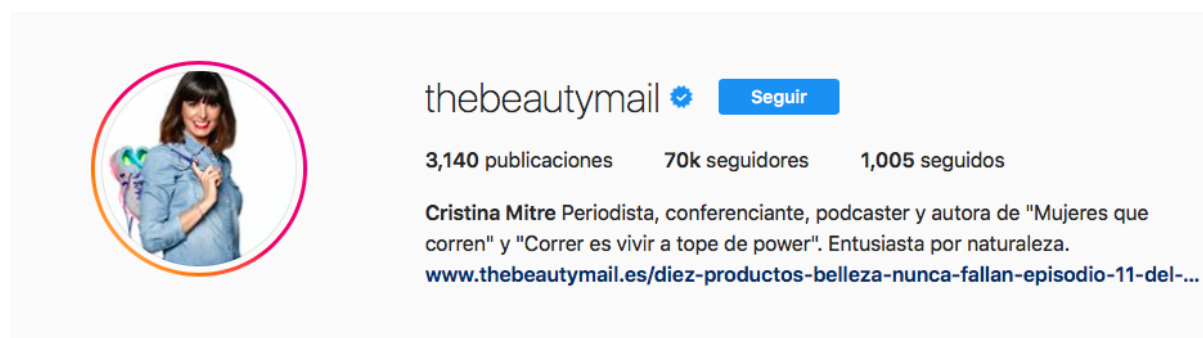 thebeautymail Seguir
3,140 publicaciones 70k seguidores 1,005 seguidos
Cristina Mitre Periodista, conferenciante, podcaster y autora de "Mujeres que
corren" y "Correr es vivir a tope de power". Entusiasta por naturaleza.
www.thebeautymail.es/diez-productos-belleza-nunca-fallan-episodio-11-del-...